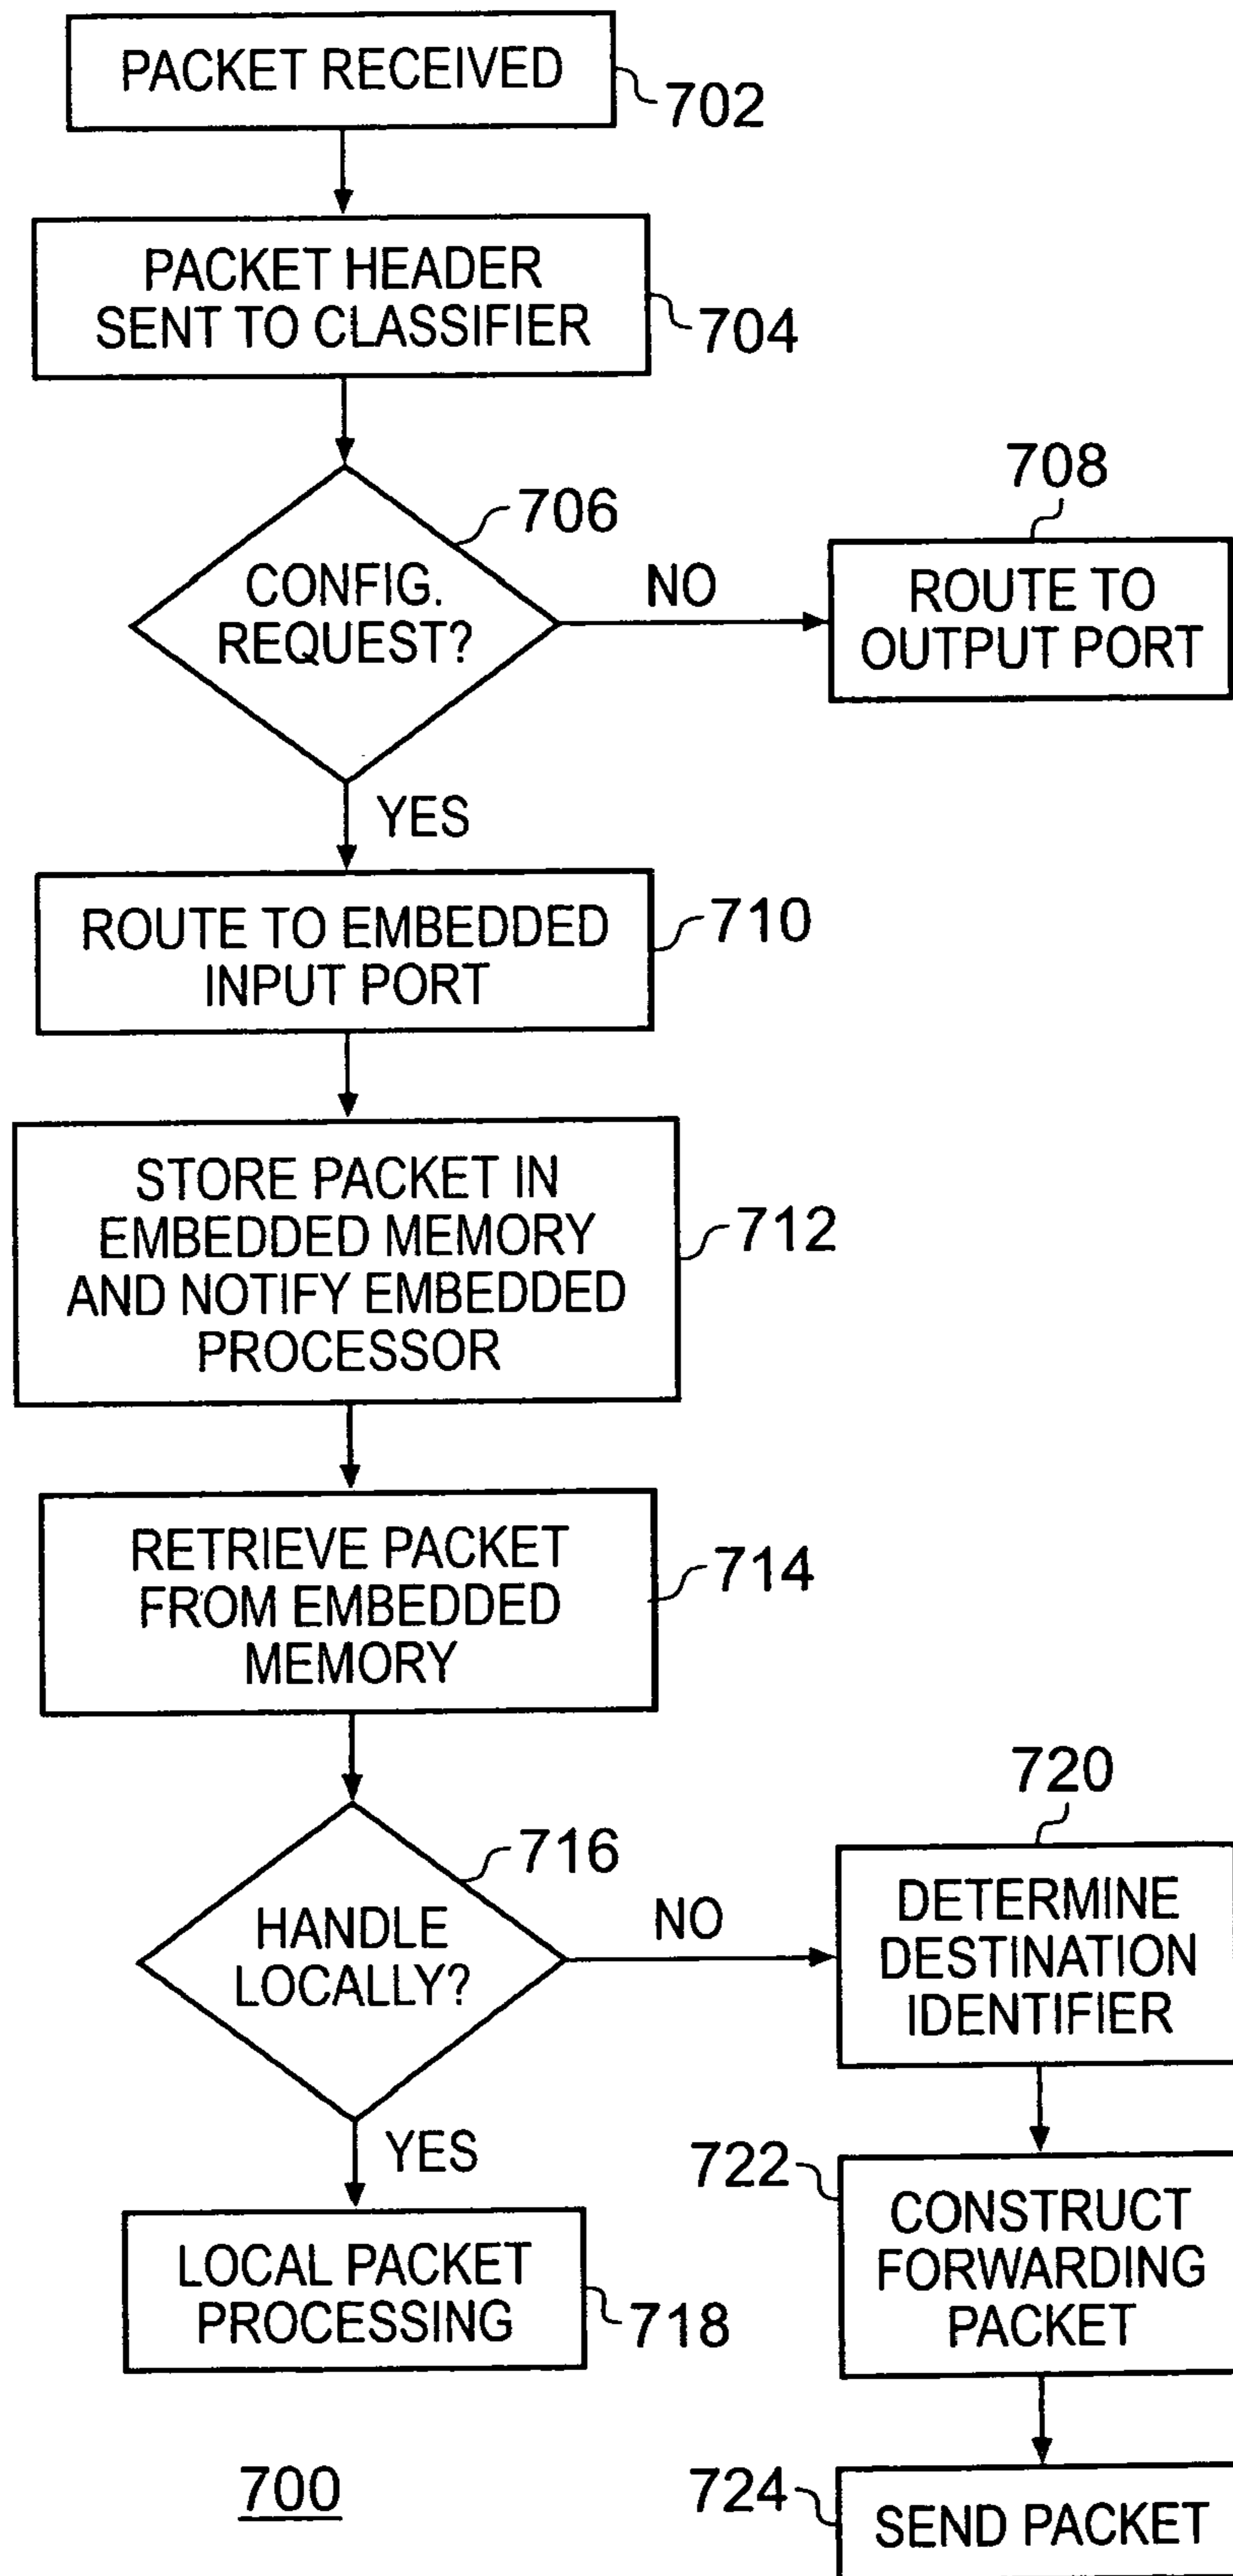 PACKET RECEIVED
702
PACKET HEADER
SENT TO CLASSIFIER
704
706
CONFIG.
REQUEST?
NO
708
ROUTE TO
OUTPUT PORT
YES
ROUTE TO EMBEDDED
INPUT PORT
710
STORE PACKET IN
EMBEDDED MEMORY
AND NOTIFY EMBEDDED
PROCESSOR
712
RETRIEVE PACKET
FROM EMBEDDED
MEMORY
714
716
HANDLE
LOCALLY?
NO
720
DETERMINE
DESTINATION
IDENTIFIER
YES
LOCAL PACKET
PROCESSING
718
722
CONSTRUCT
FORWARDING
PACKET
724
SEND PACKET
700